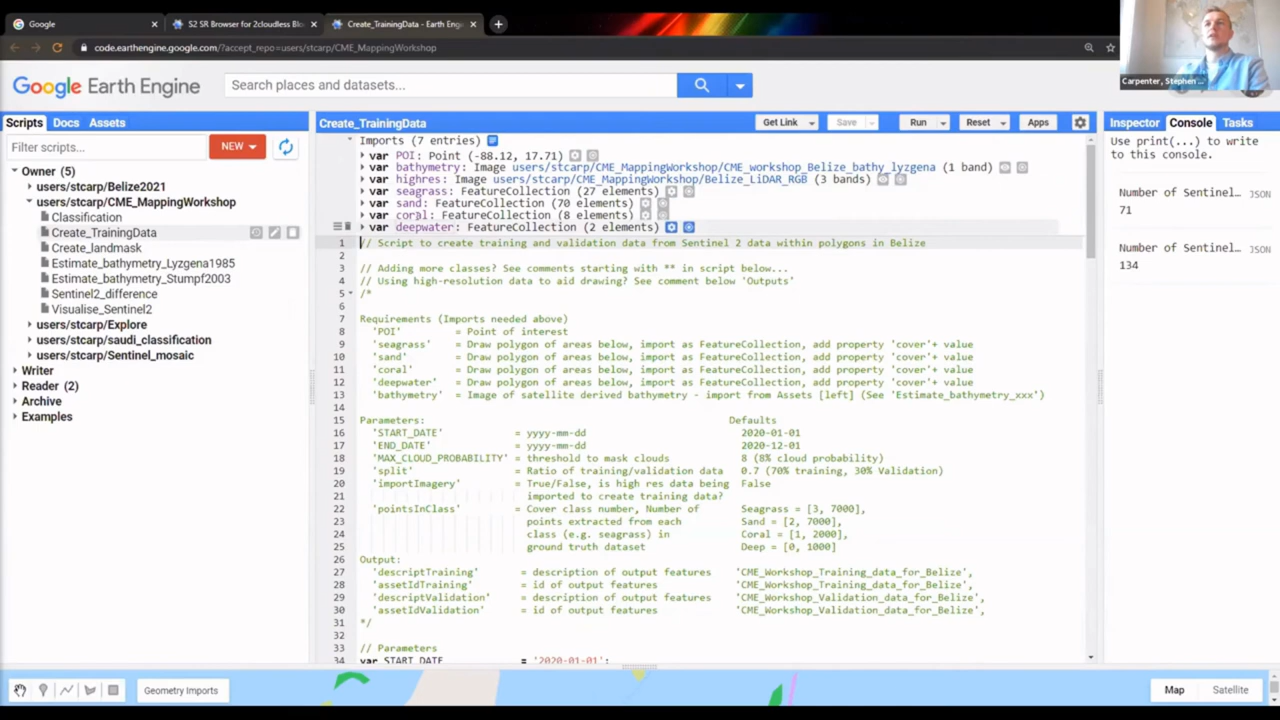 Google
S2 SR Browser for 2cloudless Blo
Create_TrainingData - Earth Engin
code.earthengine.google.com/?accept_repo=users/stcarp/CME_MappingWorkshop
Carpenter, Stephen
Google Earth Engine
Search places and datasets...
Scripts Docs Assets
Filter scripts...
NEW
Owner (5)
users/stcarp/Belize2021
users/stcarp/CME_MappingWorkshop
Classification
Create_TrainingData
Create_landmask
Estimate_bathymetry_Lyzgena1985
Estimate_bathymetry_Stumpf2003
Sentinel2_difference
Visualise_Sentinel2
users/stcarp/Explore
users/stcarp/saudi_classification
users/stcarp/Sentinel_mosaic
Writer
Reader (2)
Archive
Examples
Create_TrainingData
Get Link
Save
Run
Reset
Apps
Imports (7 entries)
var POI: Point (-88.12, 17.71)
var bathymetry: Image users/stcarp/CME_MappingWorkshop/CME_workshop_Belize_bathy_lyzgena (1 band)
var highres: Image users/stcarp/CME_MappingWorkshop/Belize_LiDAR_RGB (3 bands)
var seagrass: FeatureCollection (27 elements)
var sand: FeatureCollection (70 elements)
var coral: FeatureCollection (8 elements)
var deepwater: FeatureCollection (2 elements)
1 // Script to create training and validation data from Sentinel 2 data within polygons in Belize
2
3 // Adding more classes? See comments starting with ** in script below...
4 // Using high-resolution data to aid drawing? See comment below 'Outputs'
5 /*
6
7 Requirements (Imports needed above)
8 'POI' = Point of interest
9 'seagrass' = Draw polygon of areas below, import as FeatureCollection, add property 'cover'+ value
10 'sand' = Draw polygon of areas below, import as FeatureCollection, add property 'cover'+ value
11 'coral' = Draw polygon of areas below, import as FeatureCollection, add property 'cover'+ value
12 'deepwater' = Draw polygon of areas below, import as FeatureCollection, add property 'cover'+ value
13 'bathymetry' = Image of satellite derived bathymetry - import from Assets [left] (See 'Estimate_bathymetry_xxx')
14
15 Parameters: Defaults
16 'START_DATE' = yyyy-mm-dd 2020-01-01
17 'END_DATE' = yyyy-mm-dd 2020-12-01
18 'MAX_CLOUD_PROBABILITY' = threshold to mask clouds 8 (8% cloud probability)
19 'split' = Ratio of training/validation data 0.7 (70% training, 30% Validation)
20 'importImagery' = True/False, is high res data being False
21 imported to create training data?
22 'pointsInClass' = Cover class number, Number of Seagrass = [3, 7000],
23 points extracted from each Sand = [2, 7000],
24 class (e.g. seagrass) in Coral = [1, 2000],
25 ground truth dataset Deep = [0, 1000]
26 Output:
27 'descriptTraining' = description of output features 'CME_Workshop_Training_data_for_Belize',
28 'assetIdTraining' = id of output features 'CME_Workshop_Training_data_for_Belize',
29 'descriptValidation' = description of output features 'CME_Workshop_Validation_data_for_Belize',
30 'assetIdValidation' = id of output features 'CME_Workshop_Validation_data_for_Belize',
31 */
32
33 // Parameters
34 var START_DATE = '2020-01-01';
Inspector Console Tasks
Use print(...) to write
to this console.
Number of Sentinel… JSON
71
Number of Sentinel… JSON
134
Geometry Imports
Map Satellite